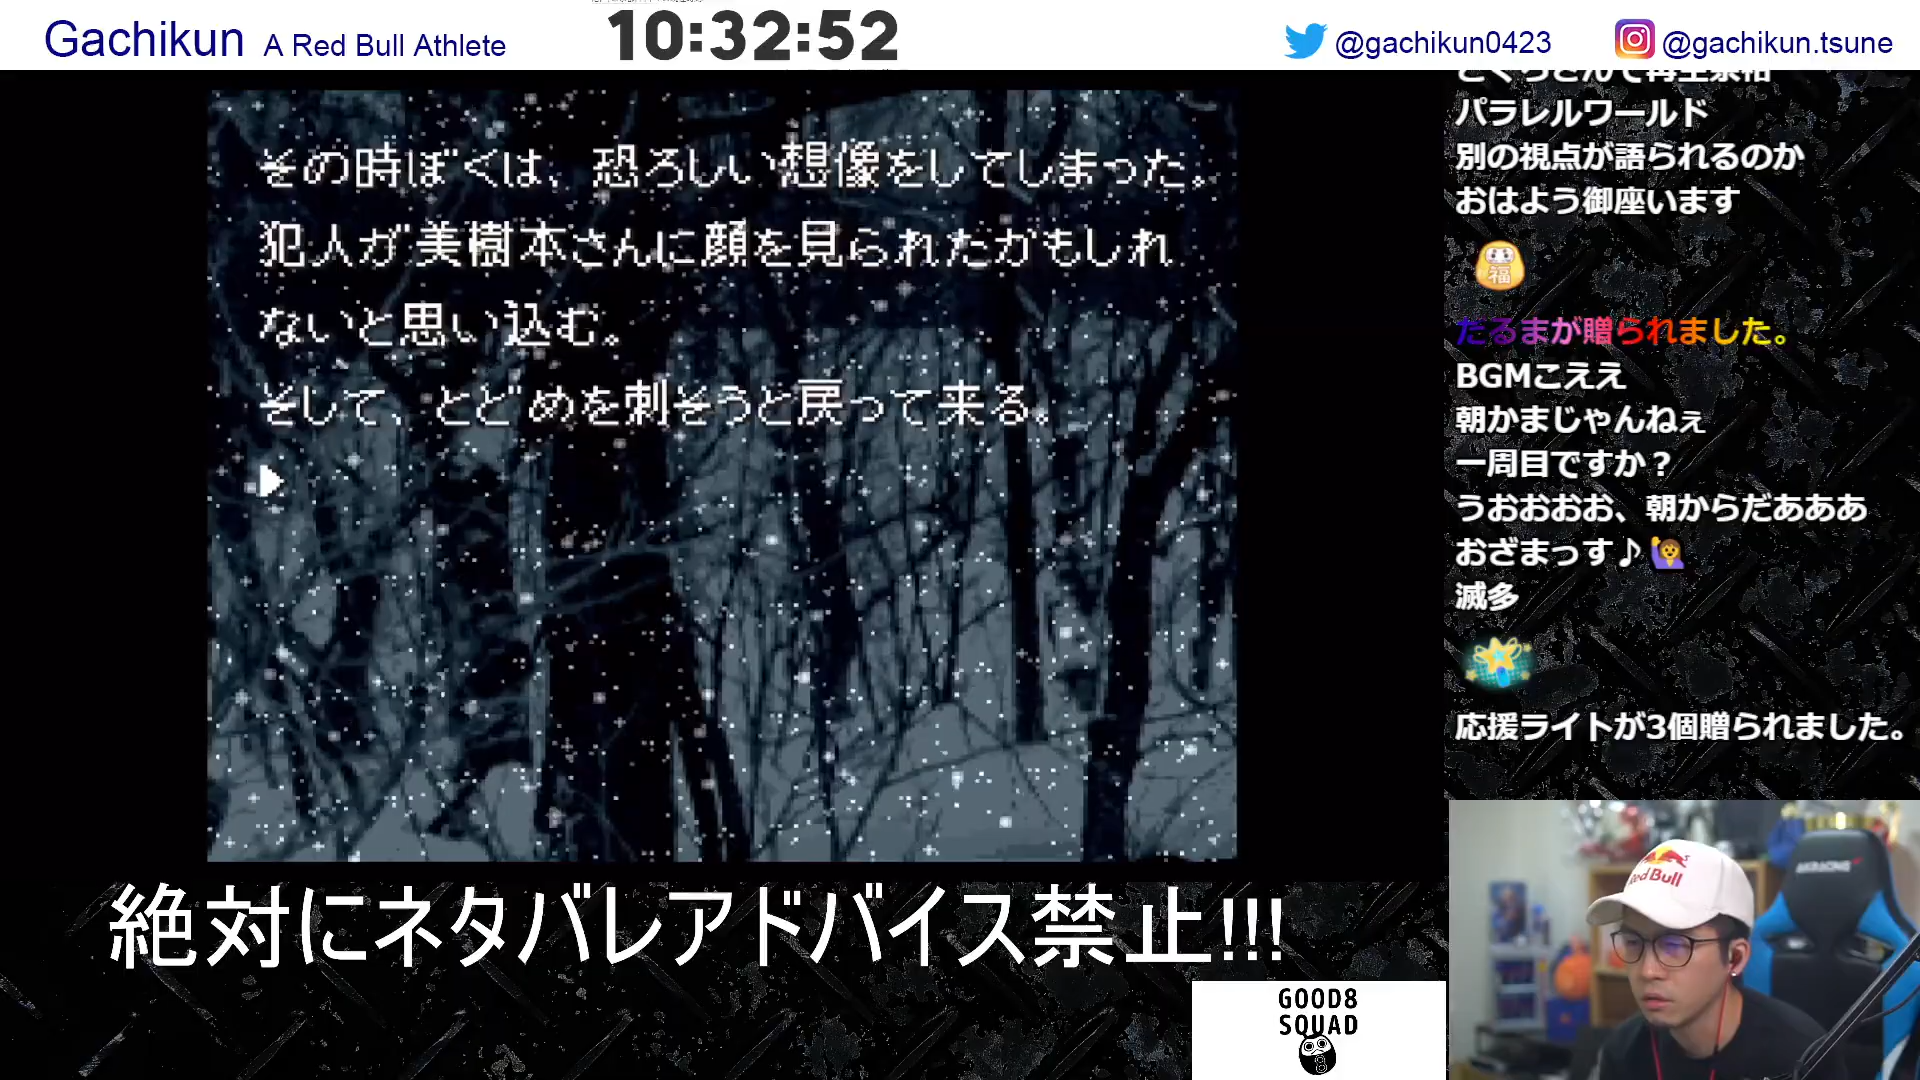 Gachikun A Red Bull Athlete
10:32:52
@gachikun0423
@gachikun.tsune
その時ぼくは、恐ろしい想像をしてしまった。
犯人が美樹本さんに顔を見られたかもしれ
ないと思い込む。
そして、とどめを刺そうと戻って来る。
パラレルワールド
別の視点が語られるのか
おはよう御座います
福
だるまが贈られました。
BGMこええ
朝かまじゃんねぇ
一周目ですか？
うおおおお、朝からだあああ
おざまっす♪
滅多
応援ライトが3個贈られました。
絶対にネタバレアドバイス禁止!!!
GOOD8
SQUAD
Red Bull
AKRACING